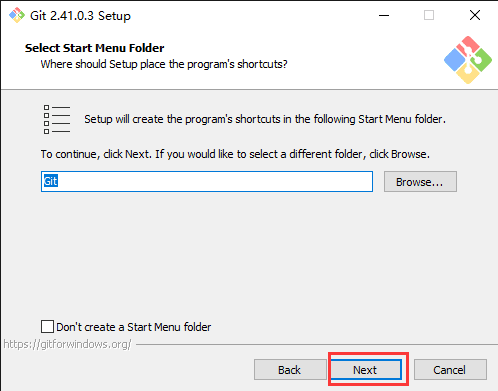 Git 2.41.0.3 Setup
Select Start Menu Folder
Where should Setup place the program's shortcuts?
Setup will create the program's shortcuts in the following Start Menu folder.
To continue, click Next. If you would like to select a different folder, click Browse.
Git
Browse...
Don't create a Start Menu folder
https://gitforwindows.org/
Back
Next
Cancel